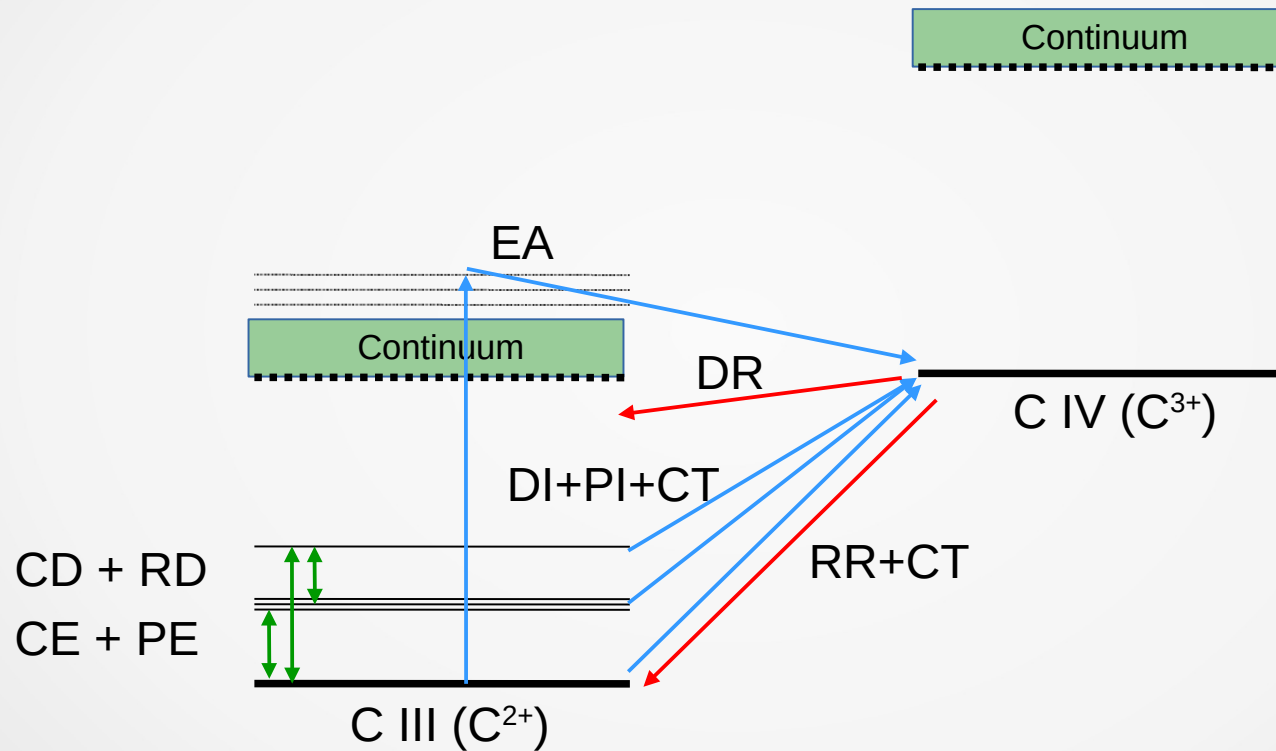 Continuum
EA
Continuum
DR
C IV (C³⁺)
DI+PI+CT
CD + RD
RR+CT
CE + PE
C III (C²⁺)